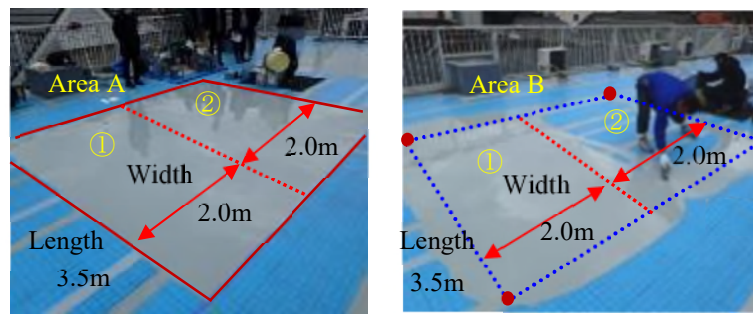 Area A
②
①
2.0m
Width
2.0m
Length
3.5m
Area B
②
①
2.0m
Width
2.0m
Length
3.5m